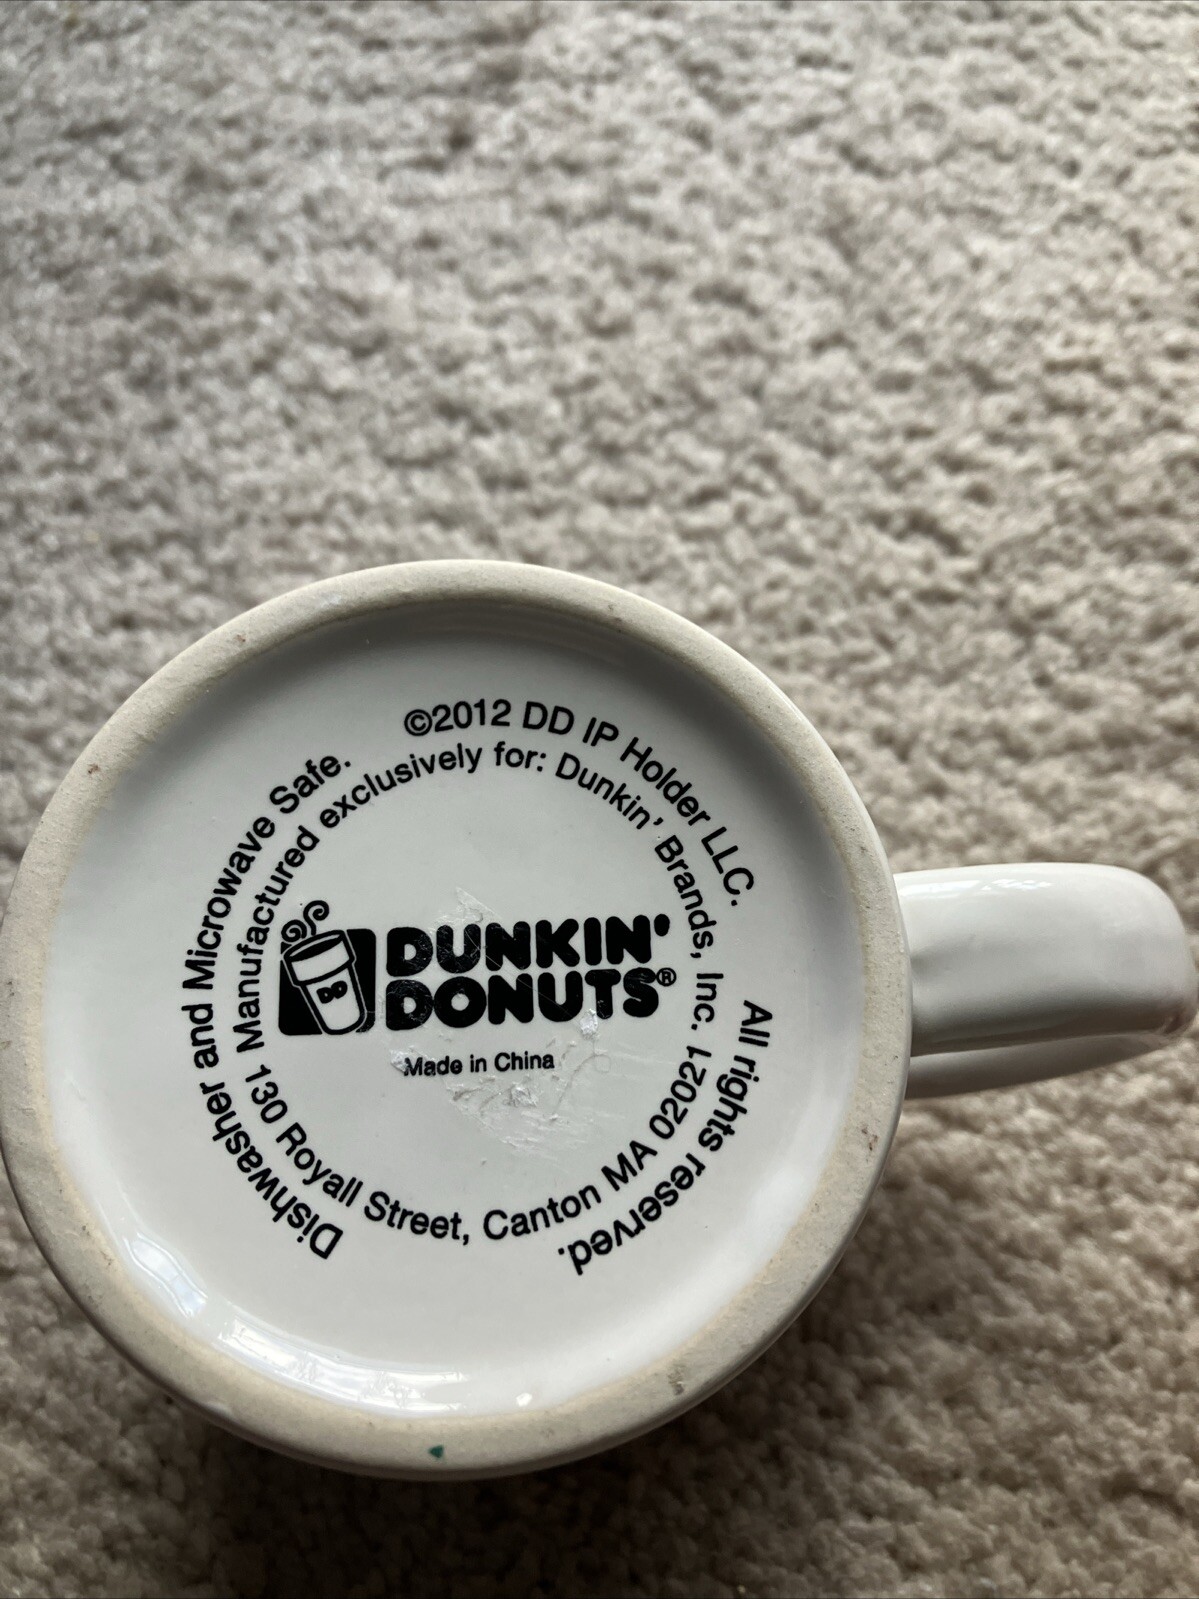 ©2012 DD IP Holder LLC.
All rights reserved.
Dishwasher and Microwave Safe.
Manufactured exclusively for: Dunkin' Brands, Inc.
130 Royall Street, Canton MA 02021
DD
DUNKIN'
DONUTS®
Made in China